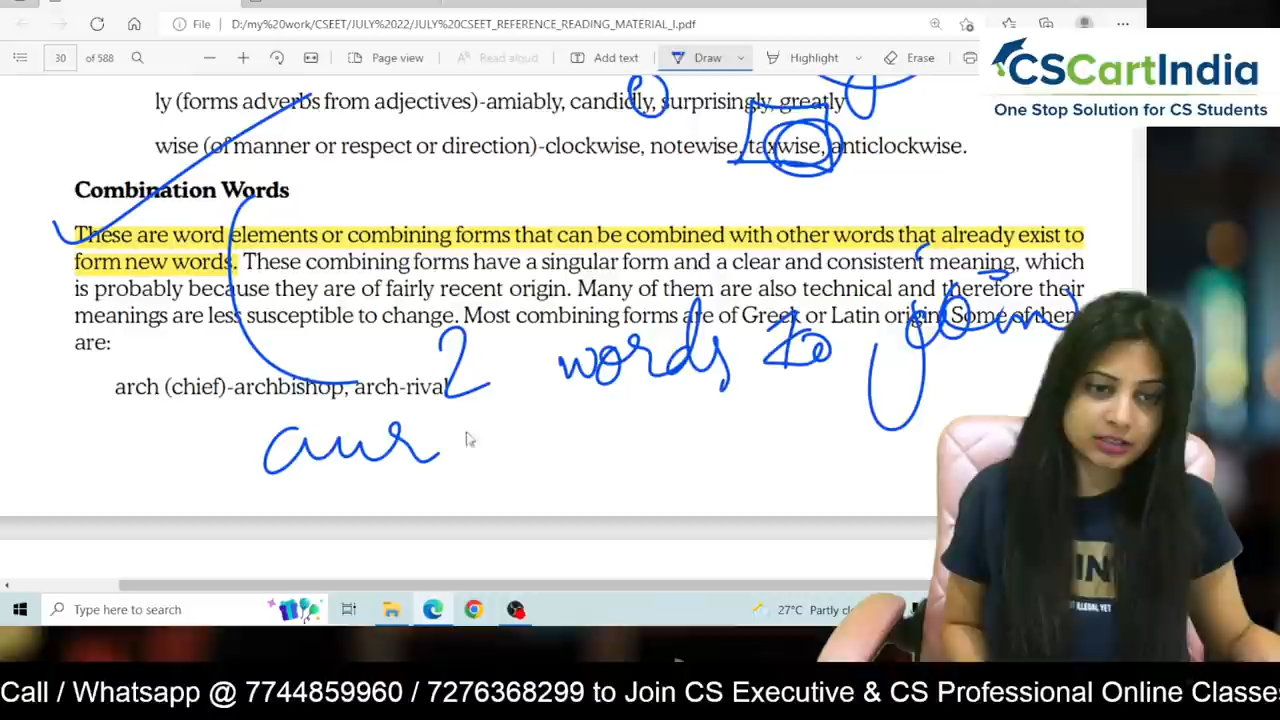 File
D:/my%20work/CSEET/JULY%2022/JULY%20CSEET_REFERENCE_READING_MATERIAL_I.pdf
30 of 588
Page view
Read aloud
Add text
Draw
Highlight
Erase
CSCartIndia
One Stop Solution for CS Students
ly (forms adverbs from adjectives)-amiably, candidly, surprisingly, greatly
wise (of manner or respect or direction)-clockwise, notewise, taxwise, anticlockwise.
Combination Words
These are word elements or combining forms that can be combined with other words that already exist to
form new words. These combining forms have a singular form and a clear and consistent meaning, which
is probably because they are of fairly recent origin. Many of them are also technical and therefore their
meanings are less susceptible to change. Most combining forms are of Greek or Latin origin. Some of them
are:
2 words to join
arch (chief)-archbishop, arch-rival
aur
Type here to search
27°C Partly cl
Call / Whatsapp @ 7744859960 / 7276368299 to Join CS Executive & CS Professional Online Classes